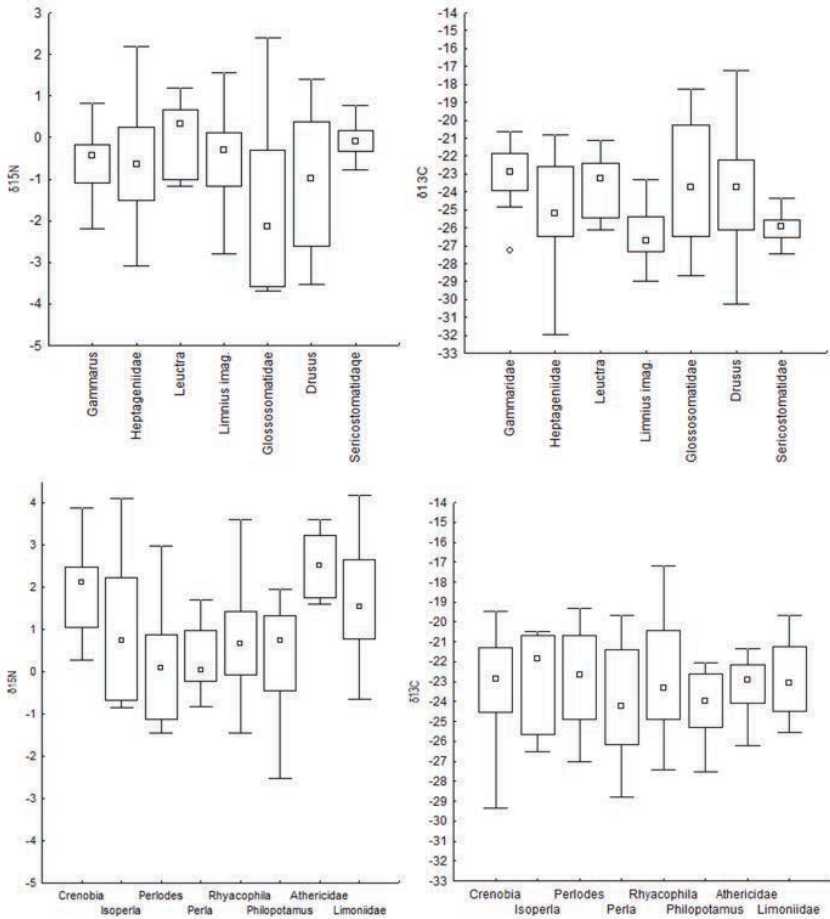 3
2
1
0
-1
-2
-3
-4
-5
δ15N
Gammarus
Heptageniidae
Leuctra
Limnius imag.
Glossosomatidae
Drusus
Sericostomatidaqe
-14
-15
-16
-17
-18
-19
-20
-21
-22
-23
-24
-25
-26
-27
-28
-29
-30
-31
-32
-33
δ13C
Gammaridae
Heptageniidae
Leuctra
Limnius imag.
Glossosomatidae
Drusus
Sericostomatidae
4
3
2
1
0
-1
-2
-3
-4
-5
δ15N
Crenobia Perlodes Rhyacophila Athericidae
Isoperla Perla Philopotamus Limoniidae
-14
-15
-16
-17
-18
-19
-20
-21
-22
-23
-24
-25
-26
-27
-28
-29
-30
-31
-32
-33
δ13C
Crenobia Perlodes Rhyacophila Athericidae
Isoperla Perla Philopotamus Limoniidae